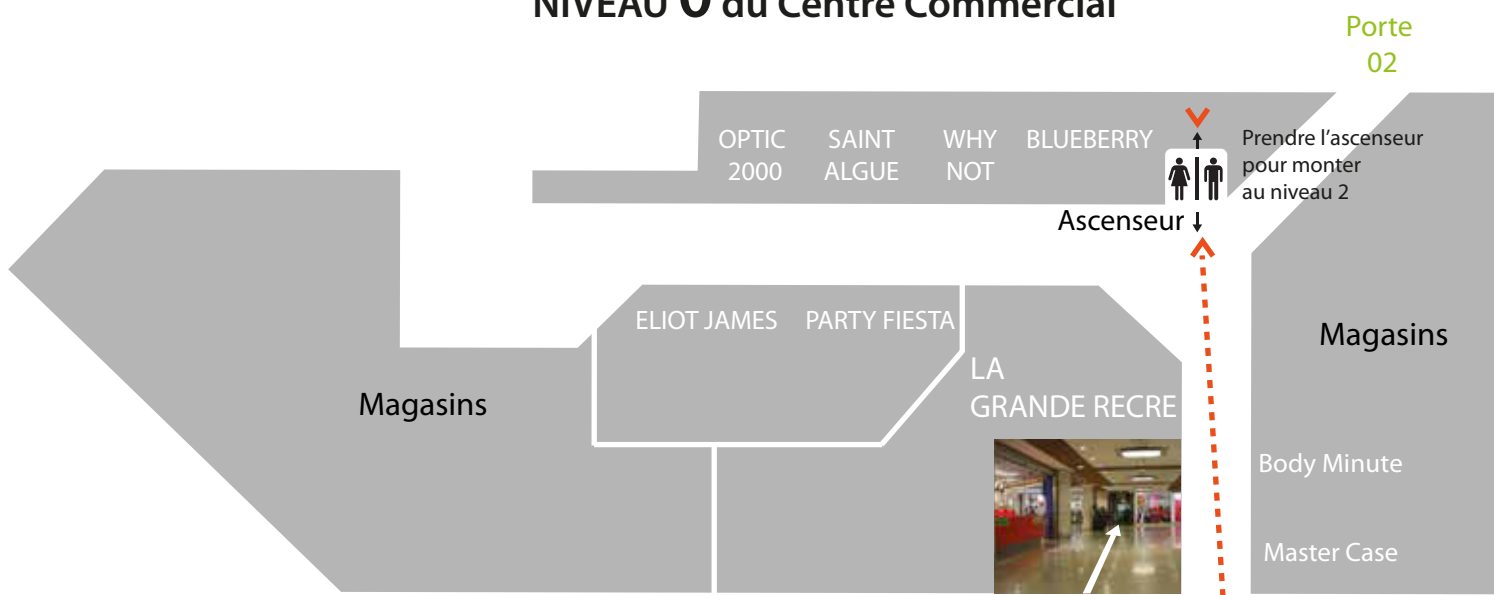 NIVEAU 0 du Centre Commercial
Porte
02
OPTIC
2000
SAINT
ALGUE
WHY
NOT
BLUEBERRY
Prendre l’ascenseur
pour monter
au niveau 2
Ascenseur
ELIOT JAMES
PARTY FIESTA
Magasins
LA
GRANDE RECRE
Magasins
Body Minute
Master Case